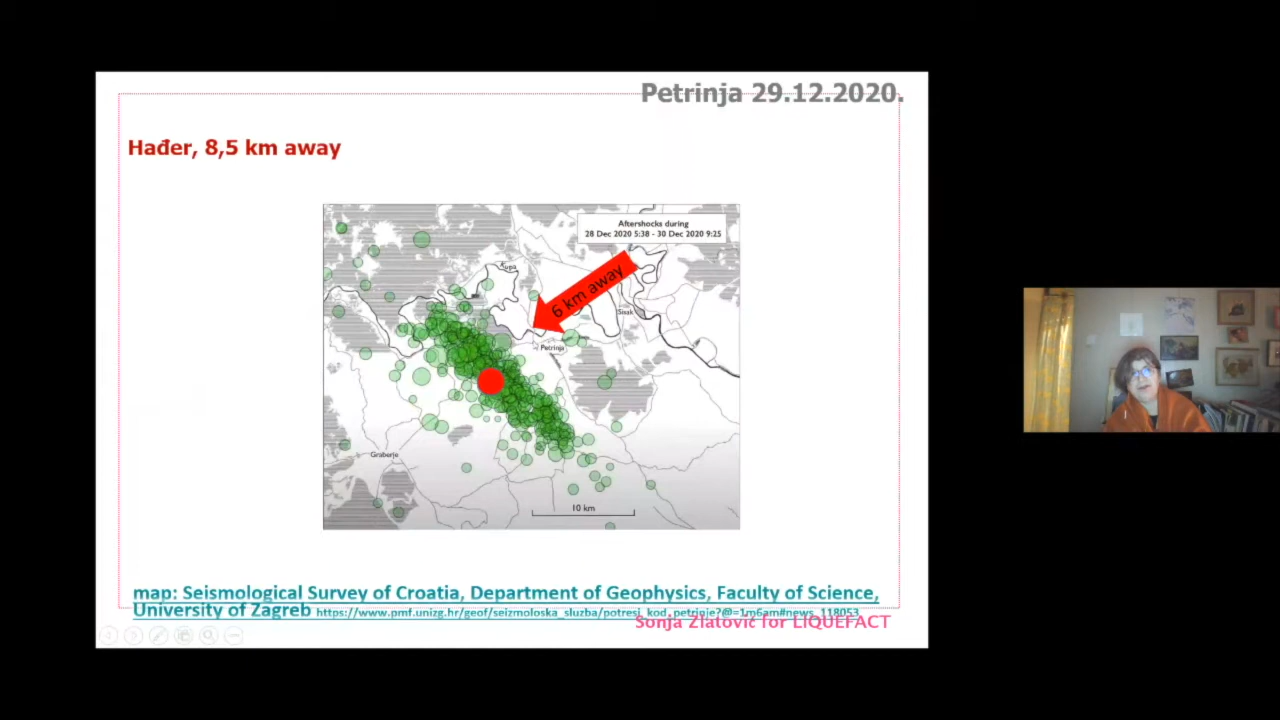 Petrinja 29.12.2020.
Hađer, 8,5 km away
Aftershocks during
28 Dec 2020 5:38 - 30 Dec 2020 9:25
Kupa
6 km away
Sisak
Petrinja
Graberje
10 km
map: Seismological Survey of Croatia, Department of Geophysics, Faculty of Science,
University of Zagreb https://www.pmf.unizg.hr/geof/seizmoloska_sluzba/potresi_kod_petrinje?@=1m6am#news_118053
Sonja Zlatović for LIQUEFACT